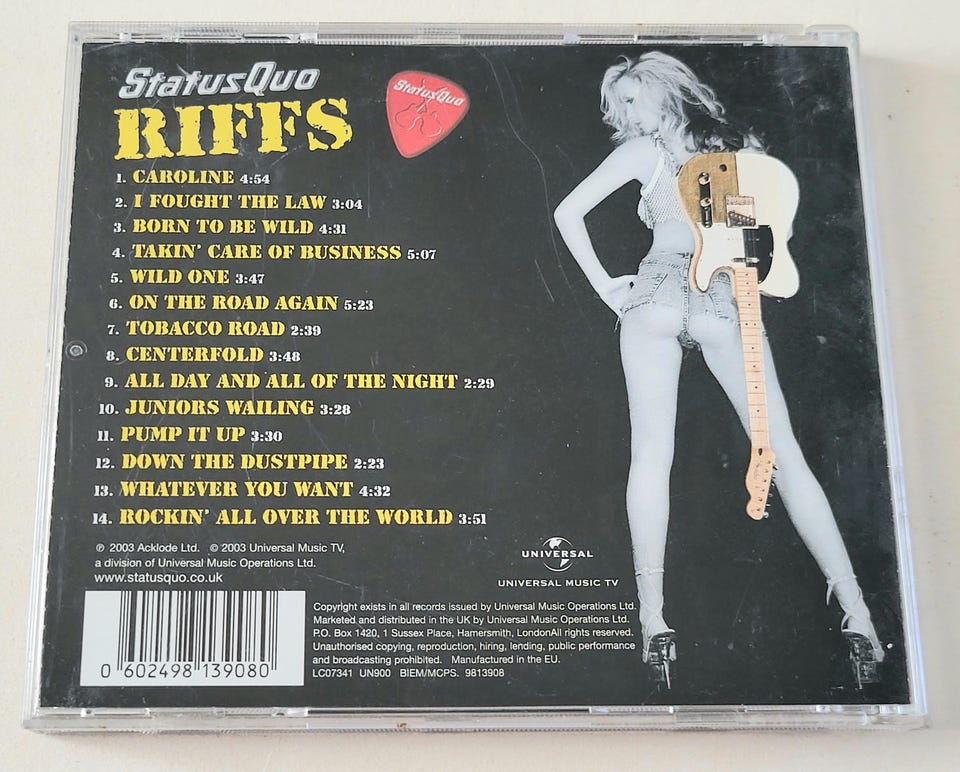 StatusQuo
RIFFS
StatusQuo
1. CAROLINE 4:54
2. I FOUGHT THE LAW 3:04
3. BORN TO BE WILD 4:31
4. TAKIN' CARE OF BUSINESS 5:07
5. WILD ONE 3:47
6. ON THE ROAD AGAIN 5:23
7. TOBACCO ROAD 2:39
8. CENTERFOLD 3:48
9. ALL DAY AND ALL OF THE NIGHT 2:29
10. JUNIORS WAILING 3:28
11. PUMP IT UP 3:30
12. DOWN THE DUSTPIPE 2:23
13. WHATEVER YOU WANT 4:32
14. ROCKIN' ALL OVER THE WORLD 3:51
℗ 2003 Acklode Ltd. © 2003 Universal Music TV,
a division of Universal Music Operations Ltd.
www.statusquo.co.uk
UNIVERSAL
UNIVERSAL MUSIC TV
Copyright exists in all records issued by Universal Music Operations Ltd.
Marketed and distributed in the UK by Universal Music Operations Ltd.
P.O. Box 1420, 1 Sussex Place, Hamersmith, LondonAll rights reserved.
Unauthorised copying, reproduction, hiring, lending, public performance
and broadcasting prohibited. Manufactured in the EU.
LC07341 UN900 BIEM/MCPS. 9813908
0 602498 139080